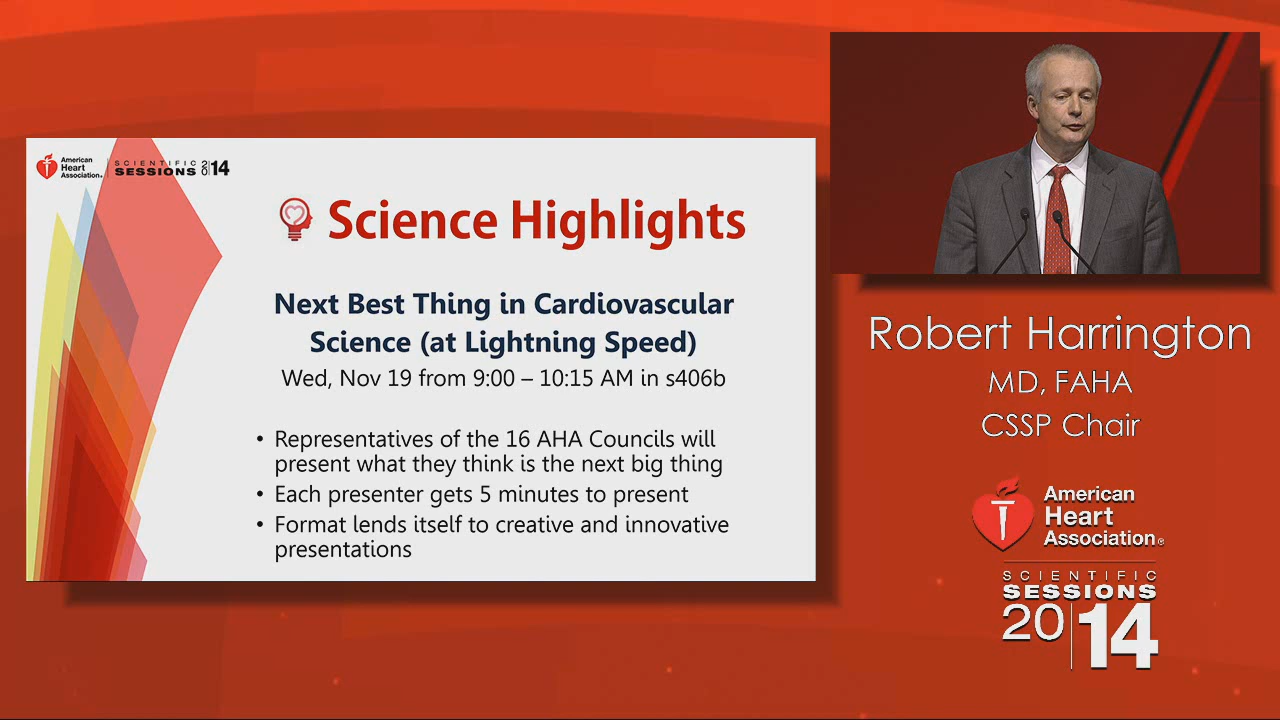 American
Heart
Association®
SCIENTIFIC
SESSIONS 2014
Science Highlights
Next Best Thing in Cardiovascular
Science (at Lightning Speed)
Wed, Nov 19 from 9:00 – 10:15 AM in s406b
• Representatives of the 16 AHA Councils will
present what they think is the next big thing
• Each presenter gets 5 minutes to present
• Format lends itself to creative and innovative
presentations
Robert Harrington
MD, FAHA
CSSP Chair
American
Heart
Association®
SCIENTIFIC
SESSIONS
20|14